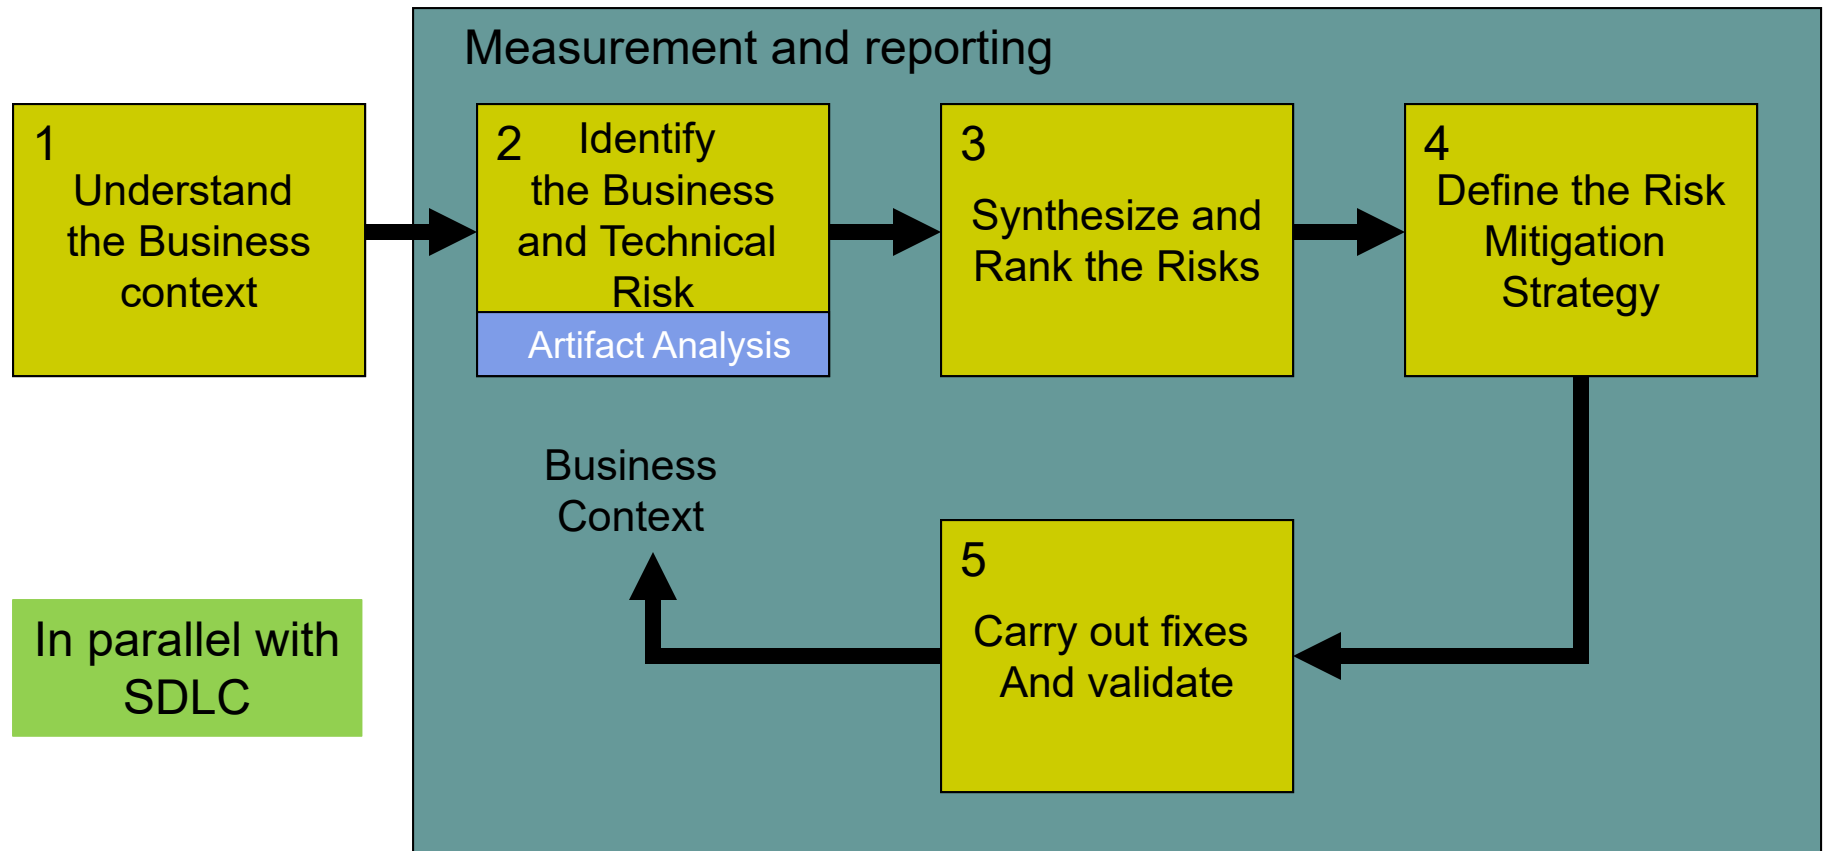 Measurement and reporting
1
Understand
the Business
context
2
Identify
the Business
and Technical
Risk
Artifact Analysis
3
Synthesize and
Rank the Risks
4
Define the Risk
Mitigation
Strategy
Business
Context
5
Carry out fixes
And validate
In parallel with
SDLC